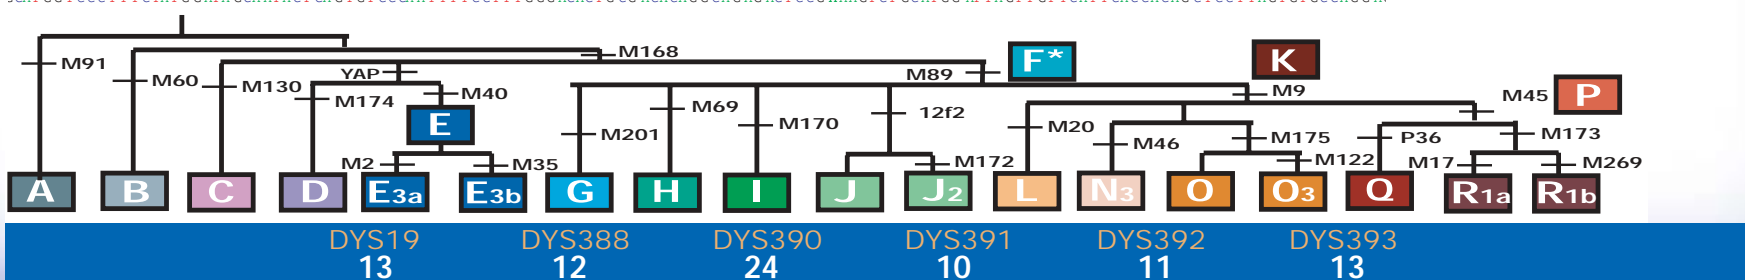 M168
F*
K
M91
M60
M130
YAP
M174
M40
M89
M9
M45
P
E
M201
M69
M170
12f2
M20
M46
M175
P36
M173
M2
M35
M172
M122
M17
M269
A
B
C
D
E3a
E3b
G
H
I
J
J2
L
N3
O
O3
Q
R1a
R1b
DYS19 DYS388 DYS390 DYS391 DYS392 DYS393
13 12 24 10 11 13